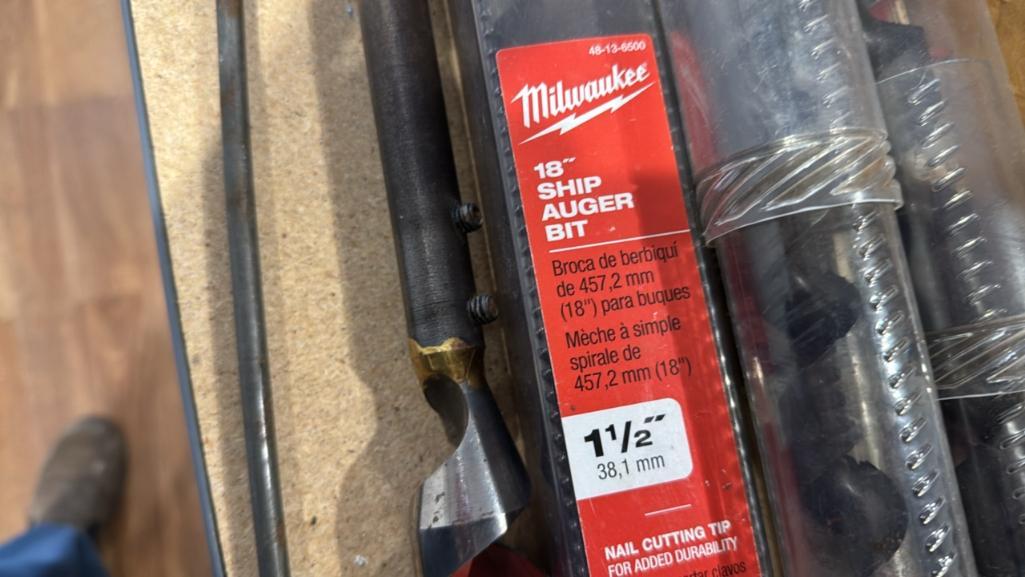 48-13-6500
Milwaukee
18"
SHIP
AUGER
BIT
Broca de berbiquí
de 457,2 mm
(18") para buques
Mèche à simple
spirale de
457,2 mm (18")
1 1/2"
38,1 mm
NAIL CUTTING TIP
FOR ADDED DURABILITY
clavos